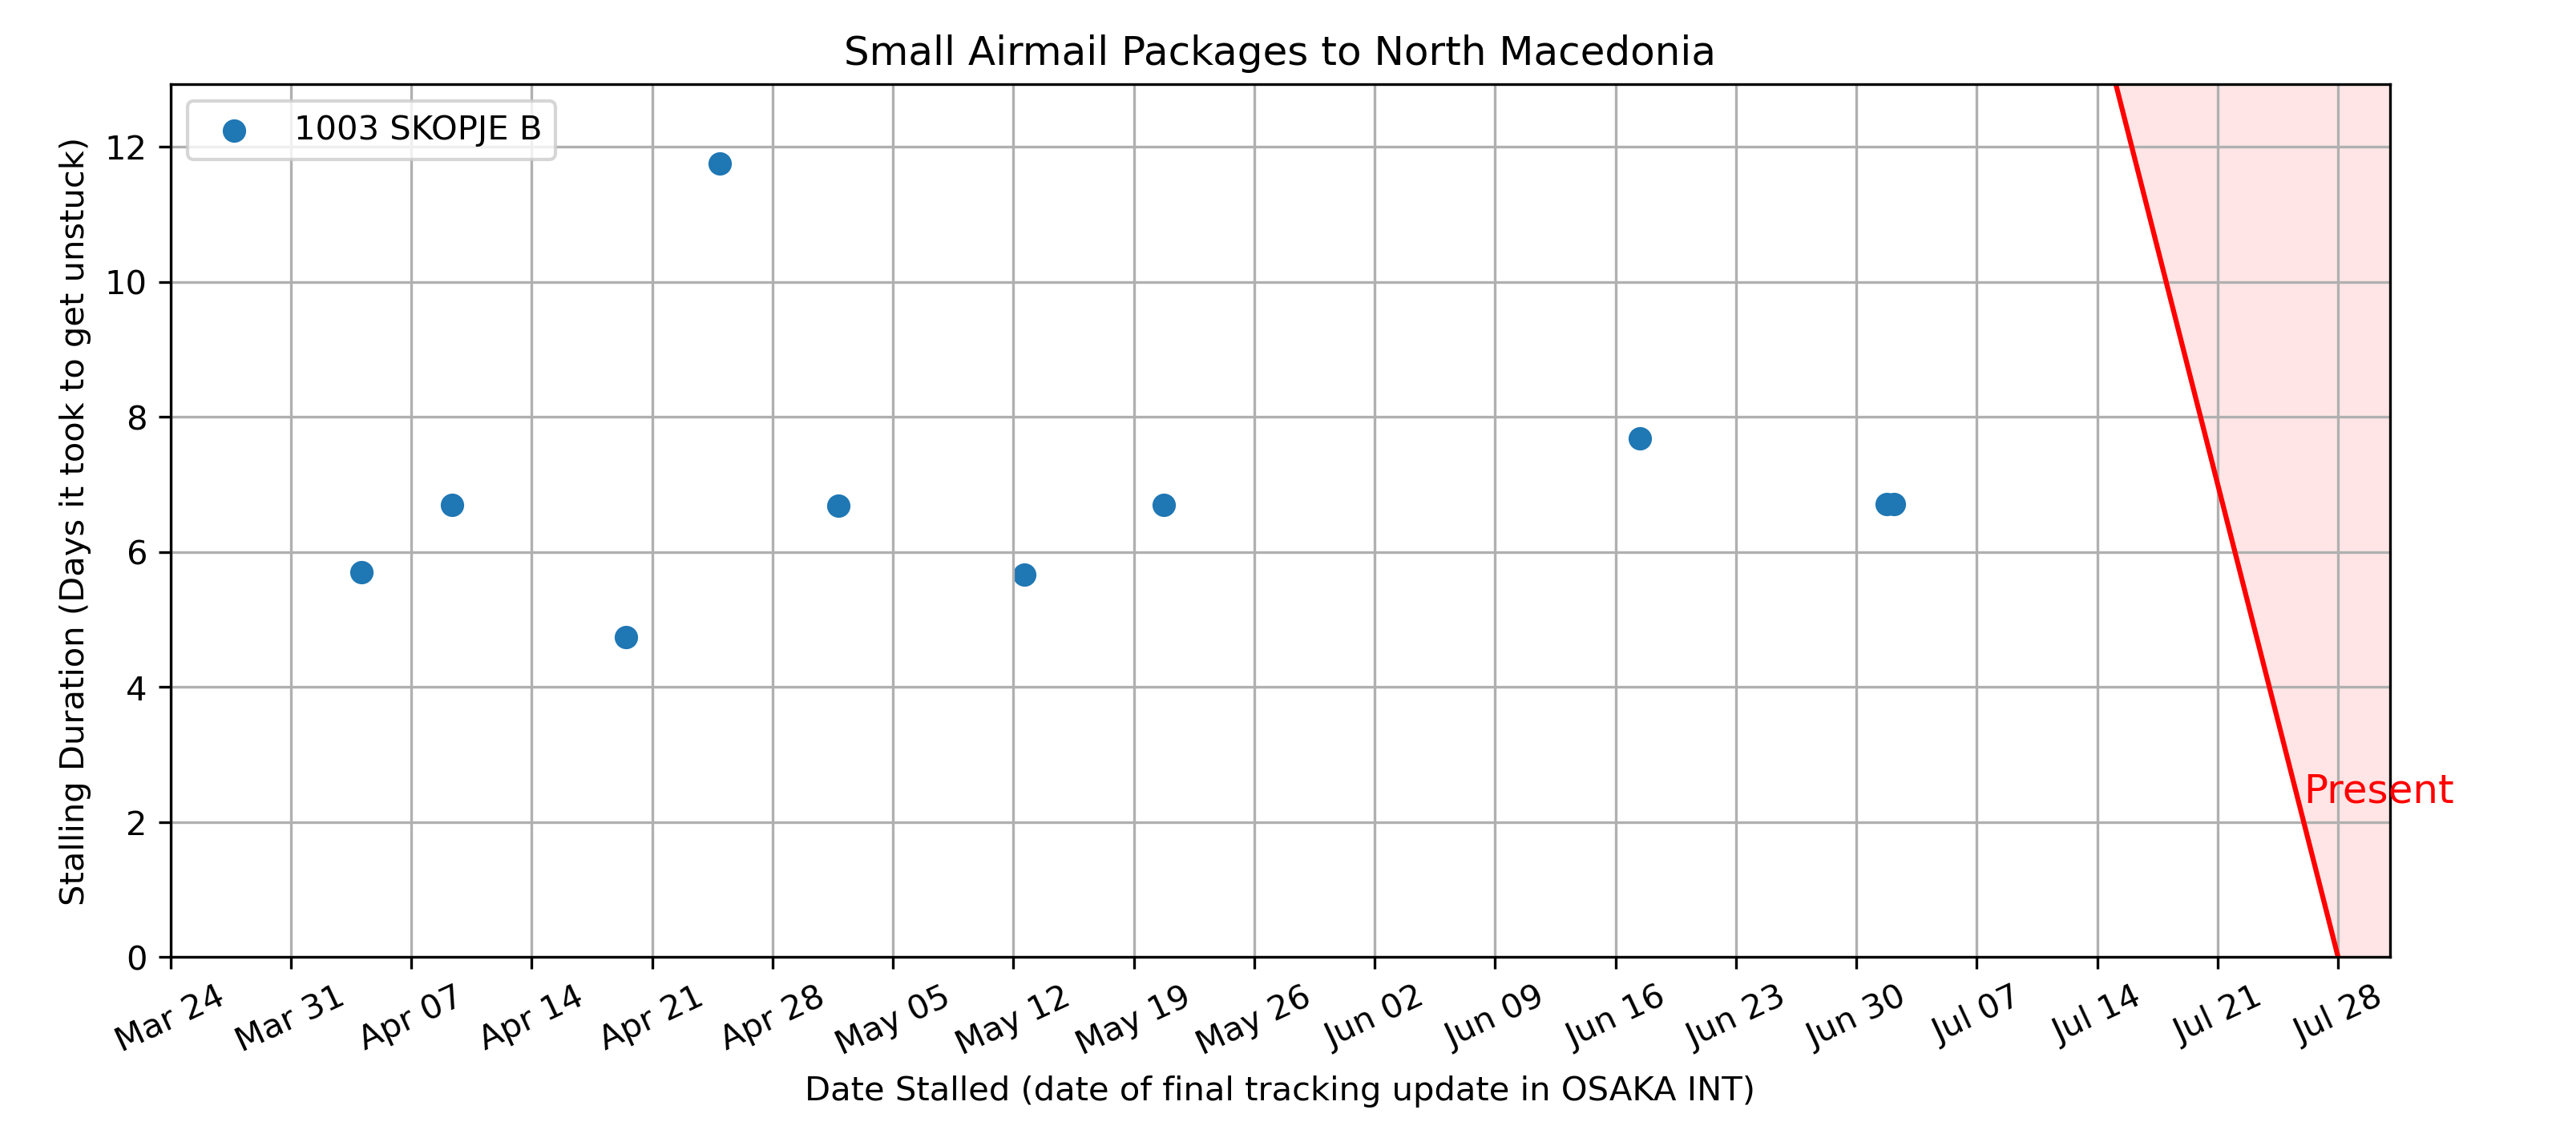 Small Airmail Packages to North Macedonia
1003 SKOPJE B
Stalling Duration (Days it took to get unstuck)
12
10
8
6
4
2
0
Present
Mar 24
Mar 31
Apr 07
Apr 14
Apr 21
Apr 28
May 05
May 12
May 19
May 26
Jun 02
Jun 09
Jun 16
Jun 23
Jun 30
Jul 07
Jul 14
Jul 21
Jul 28
Date Stalled (date of final tracking update in OSAKA INT)